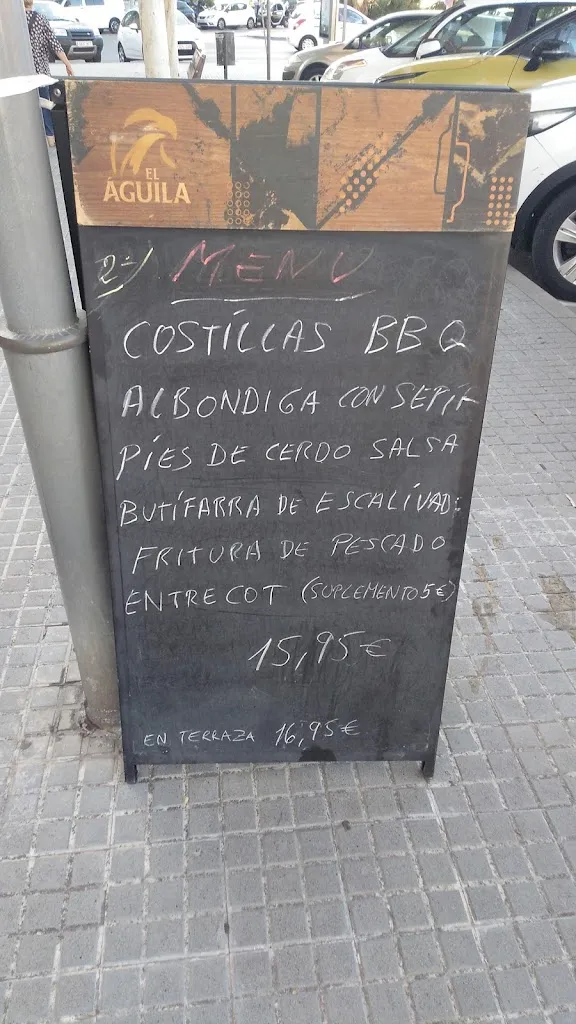 EL
ÁGUILA
2º/ MENU
COSTILLAS BBQ
ALBONDIGA CON SEPIA
PIES DE CERDO SALSA
BUTIFARRA DE ESCALIVADE
FRITURA DE PESCADO
ENTRECOT (SUPLEMENTO 5€)
15,95€
EN TERRAZA 16,95€